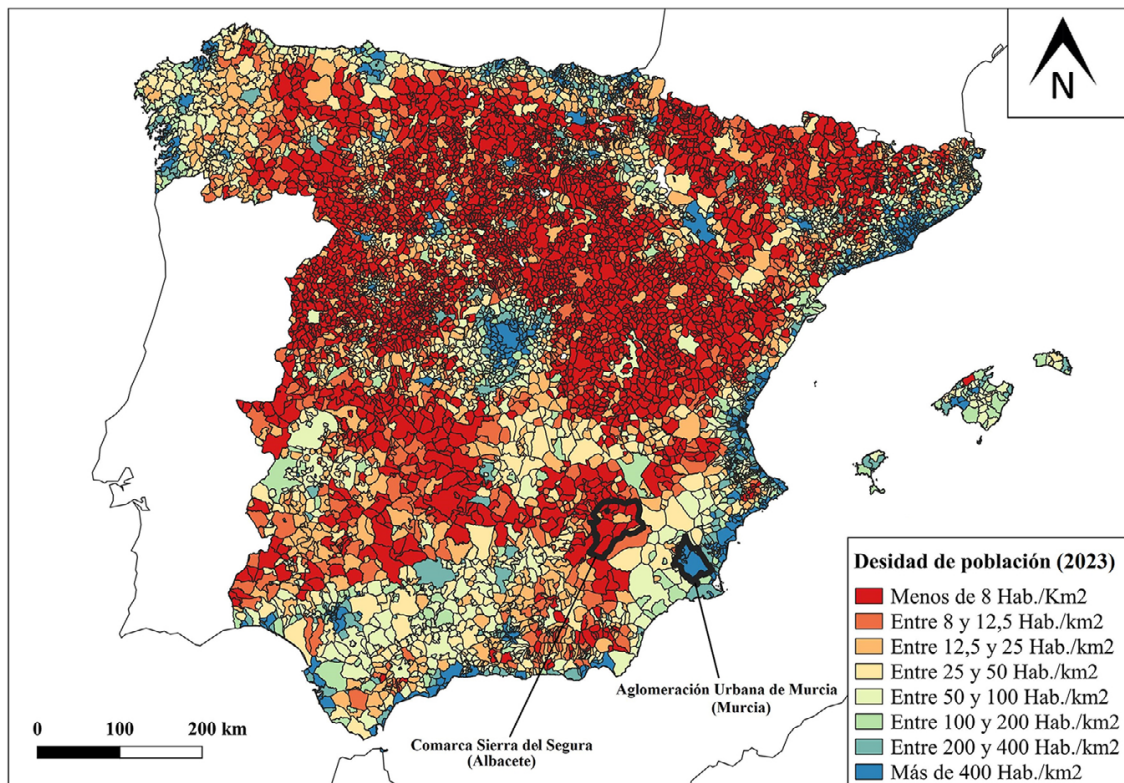 N
Desidad de población (2023)
Menos de 8 Hab./Km2
Entre 8 y 12,5 Hab./km2
Entre 12,5 y 25 Hab./km2
Entre 25 y 50 Hab./km2
Entre 50 y 100 Hab./km2
Entre 100 y 200 Hab./km2
Entre 200 y 400 Hab./km2
Más de 400 Hab./km2
Aglomeración Urbana de Murcia
(Murcia)
Comarca Sierra del Segura
(Albacete)
0 100 200 km